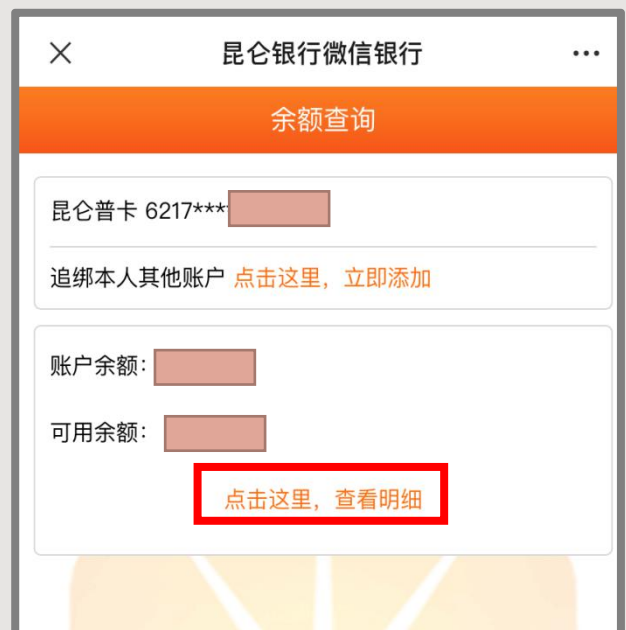 昆仑银行微信银行
余额查询
昆仑普卡 6217***
追绑本人其他账户 点击这里，立即添加
账户余额：
可用余额：
点击这里，查看明细